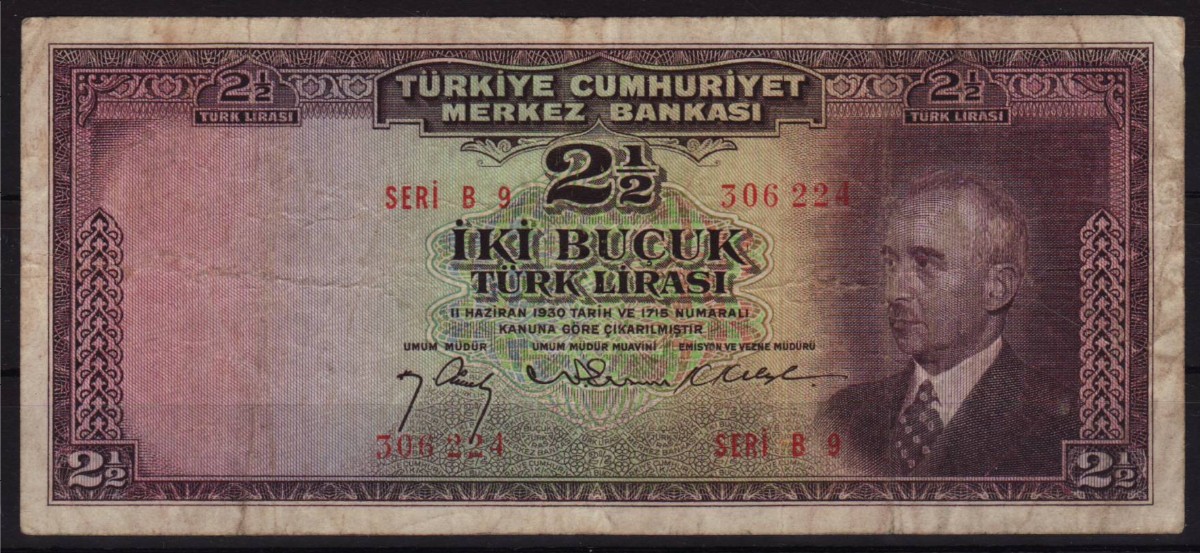 TÜRKİYE CUMHURİYET
MERKEZ BANKASI
2½
TÜRK LİRASI
2½
TÜRK LİRASI
2½
SERİ B 9
306 224
İKİ BUÇUK
TÜRK LİRASI
11 HAZİRAN 1930 TARİH VE 1715 NUMARALI
KANUNA GÖRE ÇIKARILMIŞTIR
UMUM MÜDÜR
UMUM MÜDÜR MUAVİNİ
EMİSYON VE VEZNE MÜDÜRÜ
306 224
SERİ B 9
2½
2½